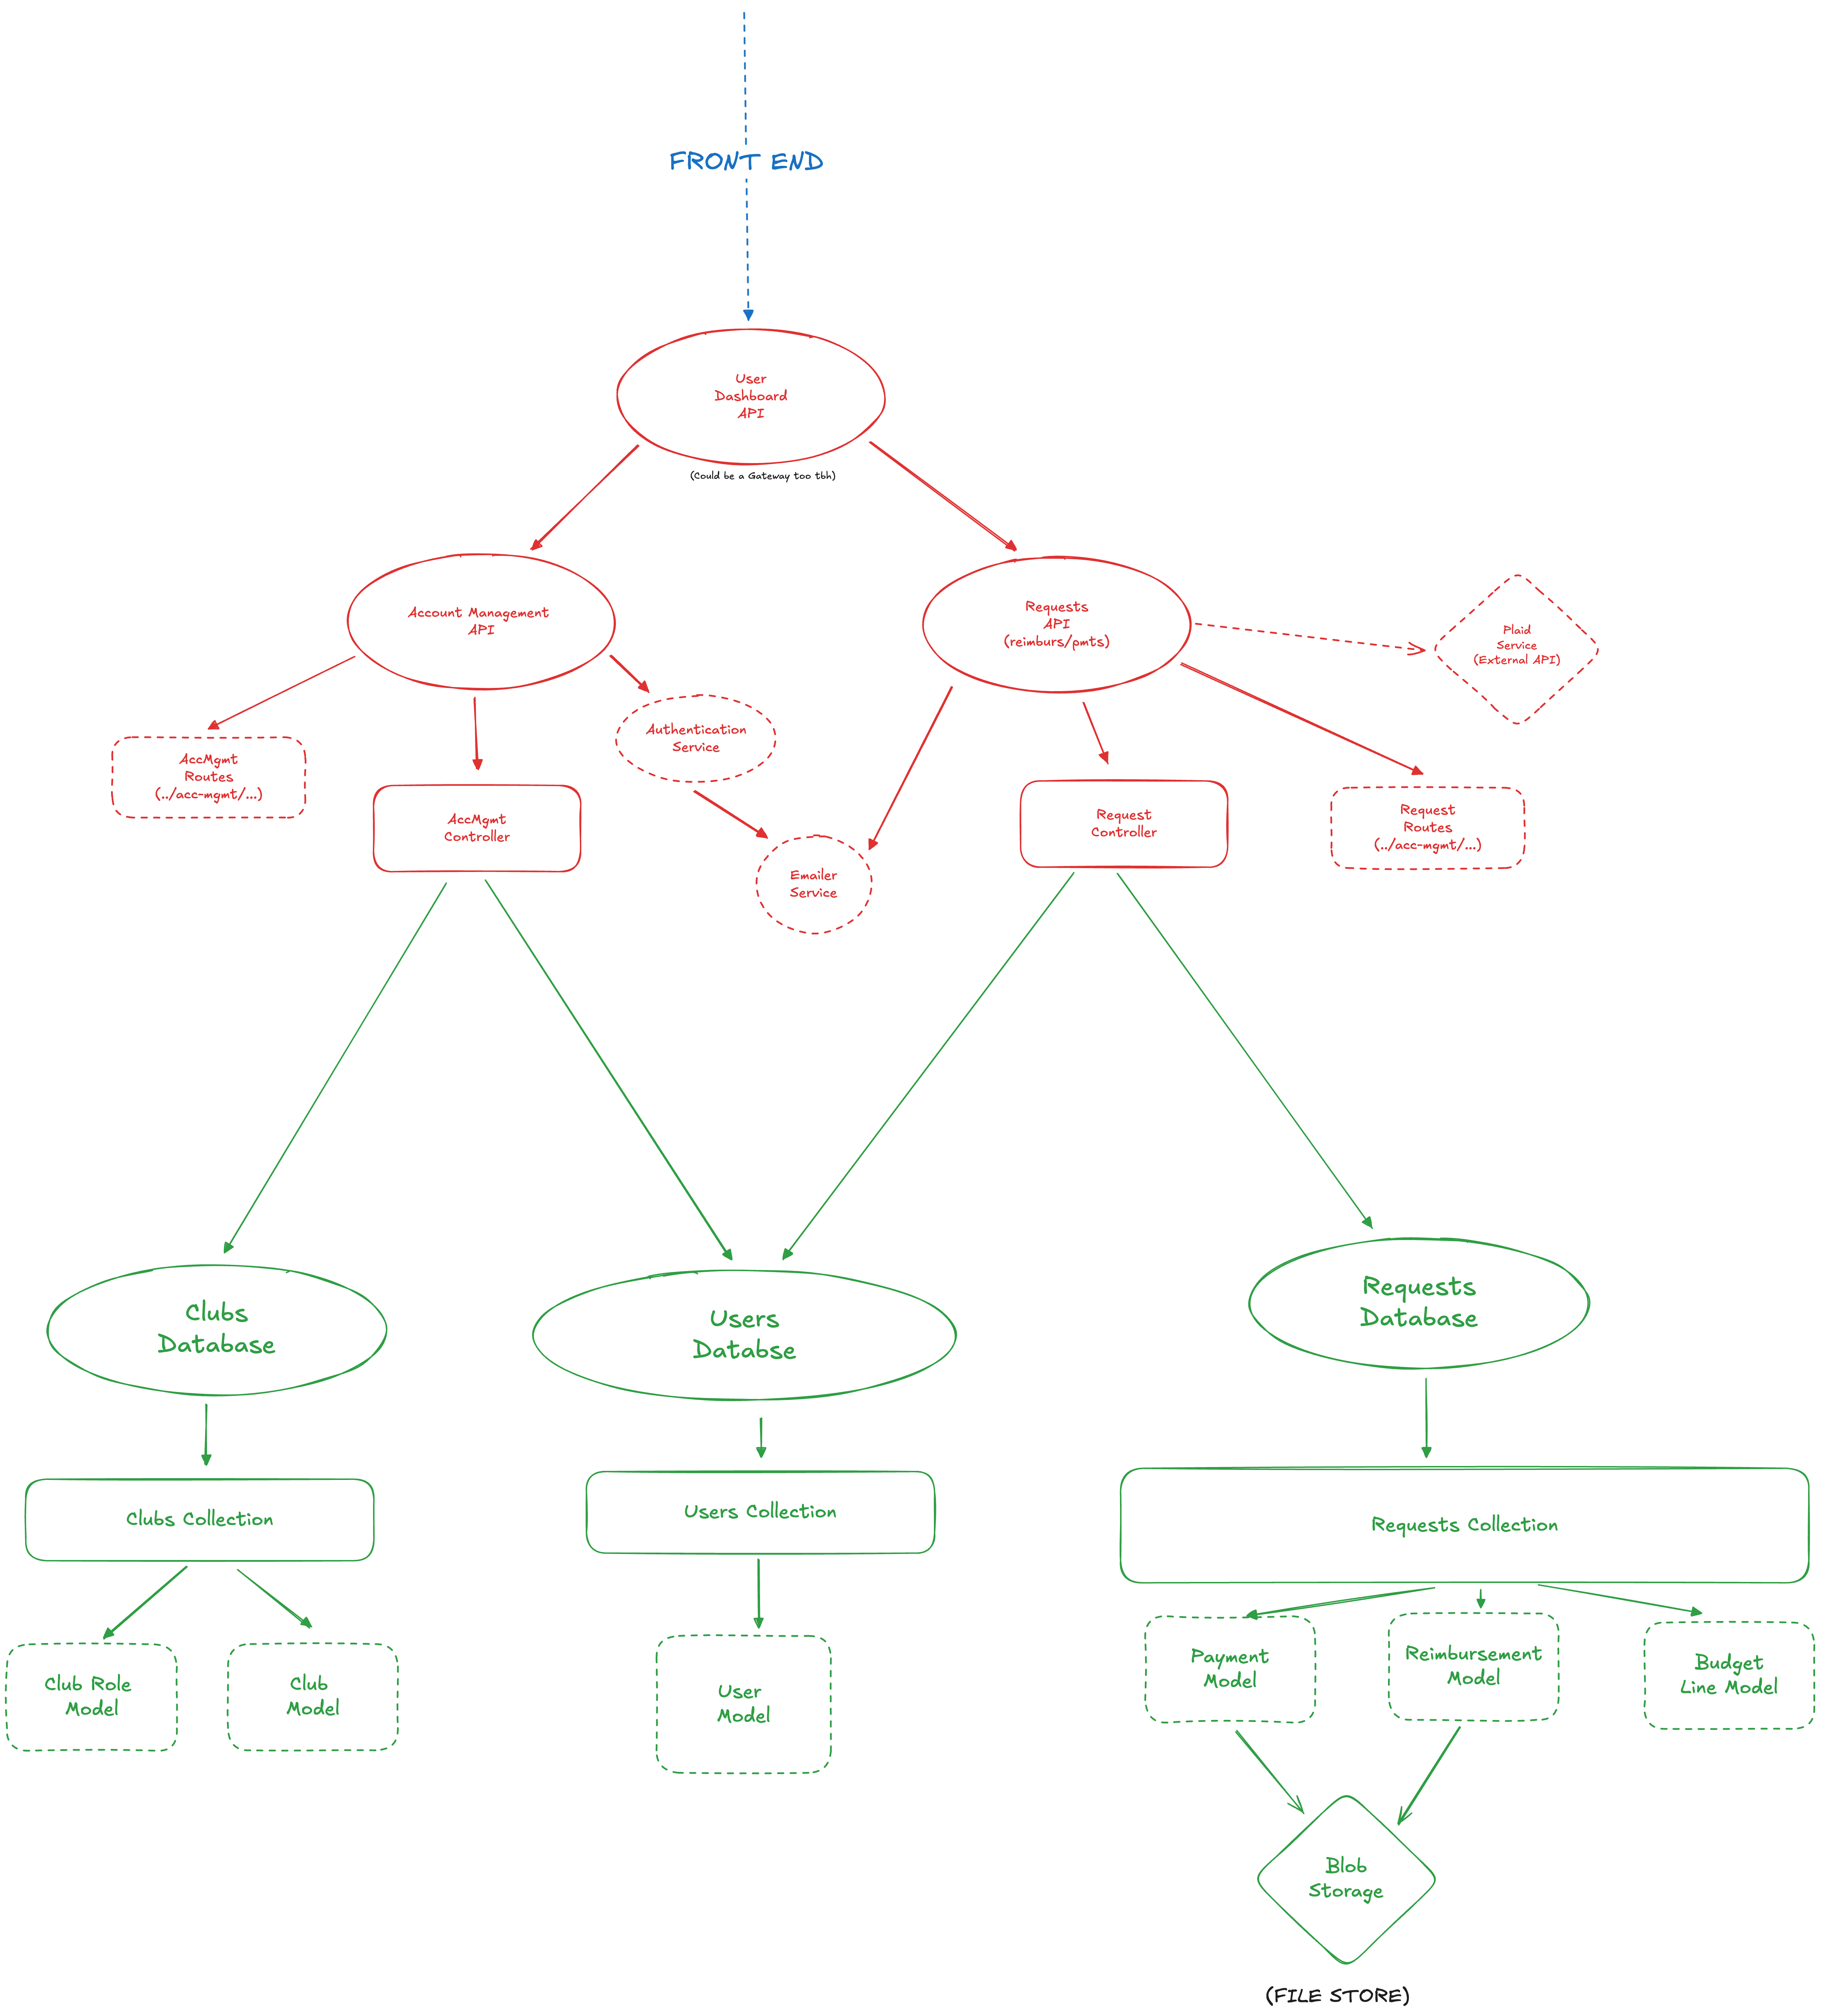 FRONT END
User
Dashboard
API
(Could be a Gateway too tbh)
Account Management
API
Requests
API
(reimburs/pmts)
Plaid
Service
(External API)
Authentication
Service
AccMgmt
Routes
(../acc-mgmt/...)
AccMgmt
Controller
Emailer
Service
Request
Controller
Request
Routes
(../acc-mgmt/...)
Clubs
Database
Users
Databse
Requests
Database
Clubs Collection
Users Collection
Requests Collection
Club Role
Model
Club
Model
User
Model
Payment
Model
Reimbursement
Model
Budget
Line Model
Blob
Storage
(FILE STORE)